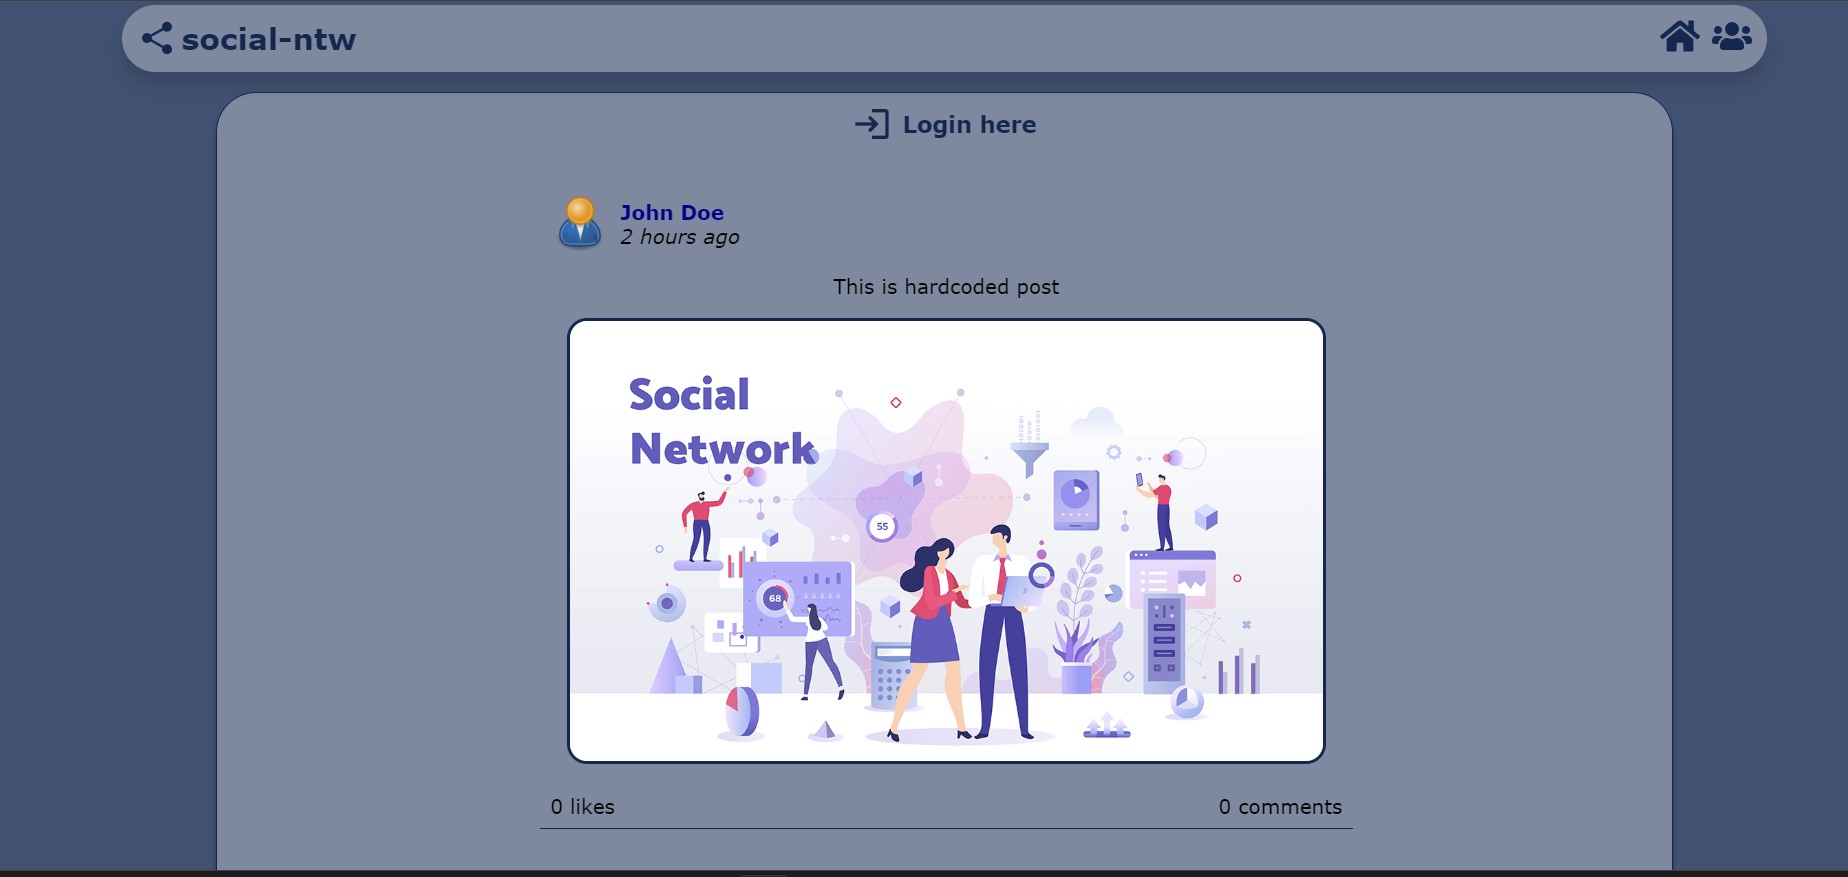 social-ntw
Login here
John Doe
2 hours ago
This is hardcoded post
Social
Network
55
68
0 likes
0 comments